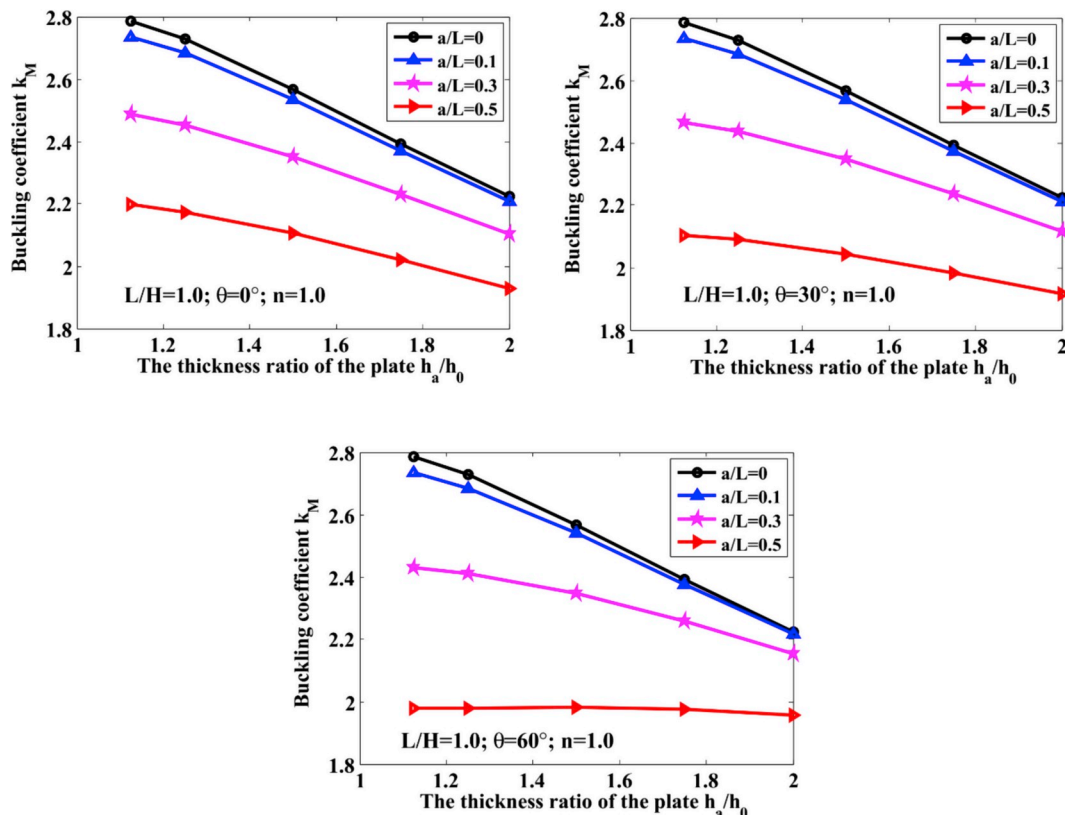 2.8
2.6
2.4
2.2
2
1.8
Buckling coefficient k_M
a/L=0
a/L=0.1
a/L=0.3
a/L=0.5
L/H=1.0; θ=0°; n=1.0
1 1.2 1.4 1.6 1.8 2
The thickness ratio of the plate h_a/h_0
2.8
2.6
2.4
2.2
2
1.8
Buckling coefficient k_M
a/L=0
a/L=0.1
a/L=0.3
a/L=0.5
L/H=1.0; θ=30°; n=1.0
1 1.2 1.4 1.6 1.8 2
The thickness ratio of the plate h_a/h_0
2.8
2.6
2.4
2.2
2
1.8
Buckling coefficient k_M
a/L=0
a/L=0.1
a/L=0.3
a/L=0.5
L/H=1.0; θ=60°; n=1.0
1 1.2 1.4 1.6 1.8 2
The thickness ratio of the plate h_a/h_0